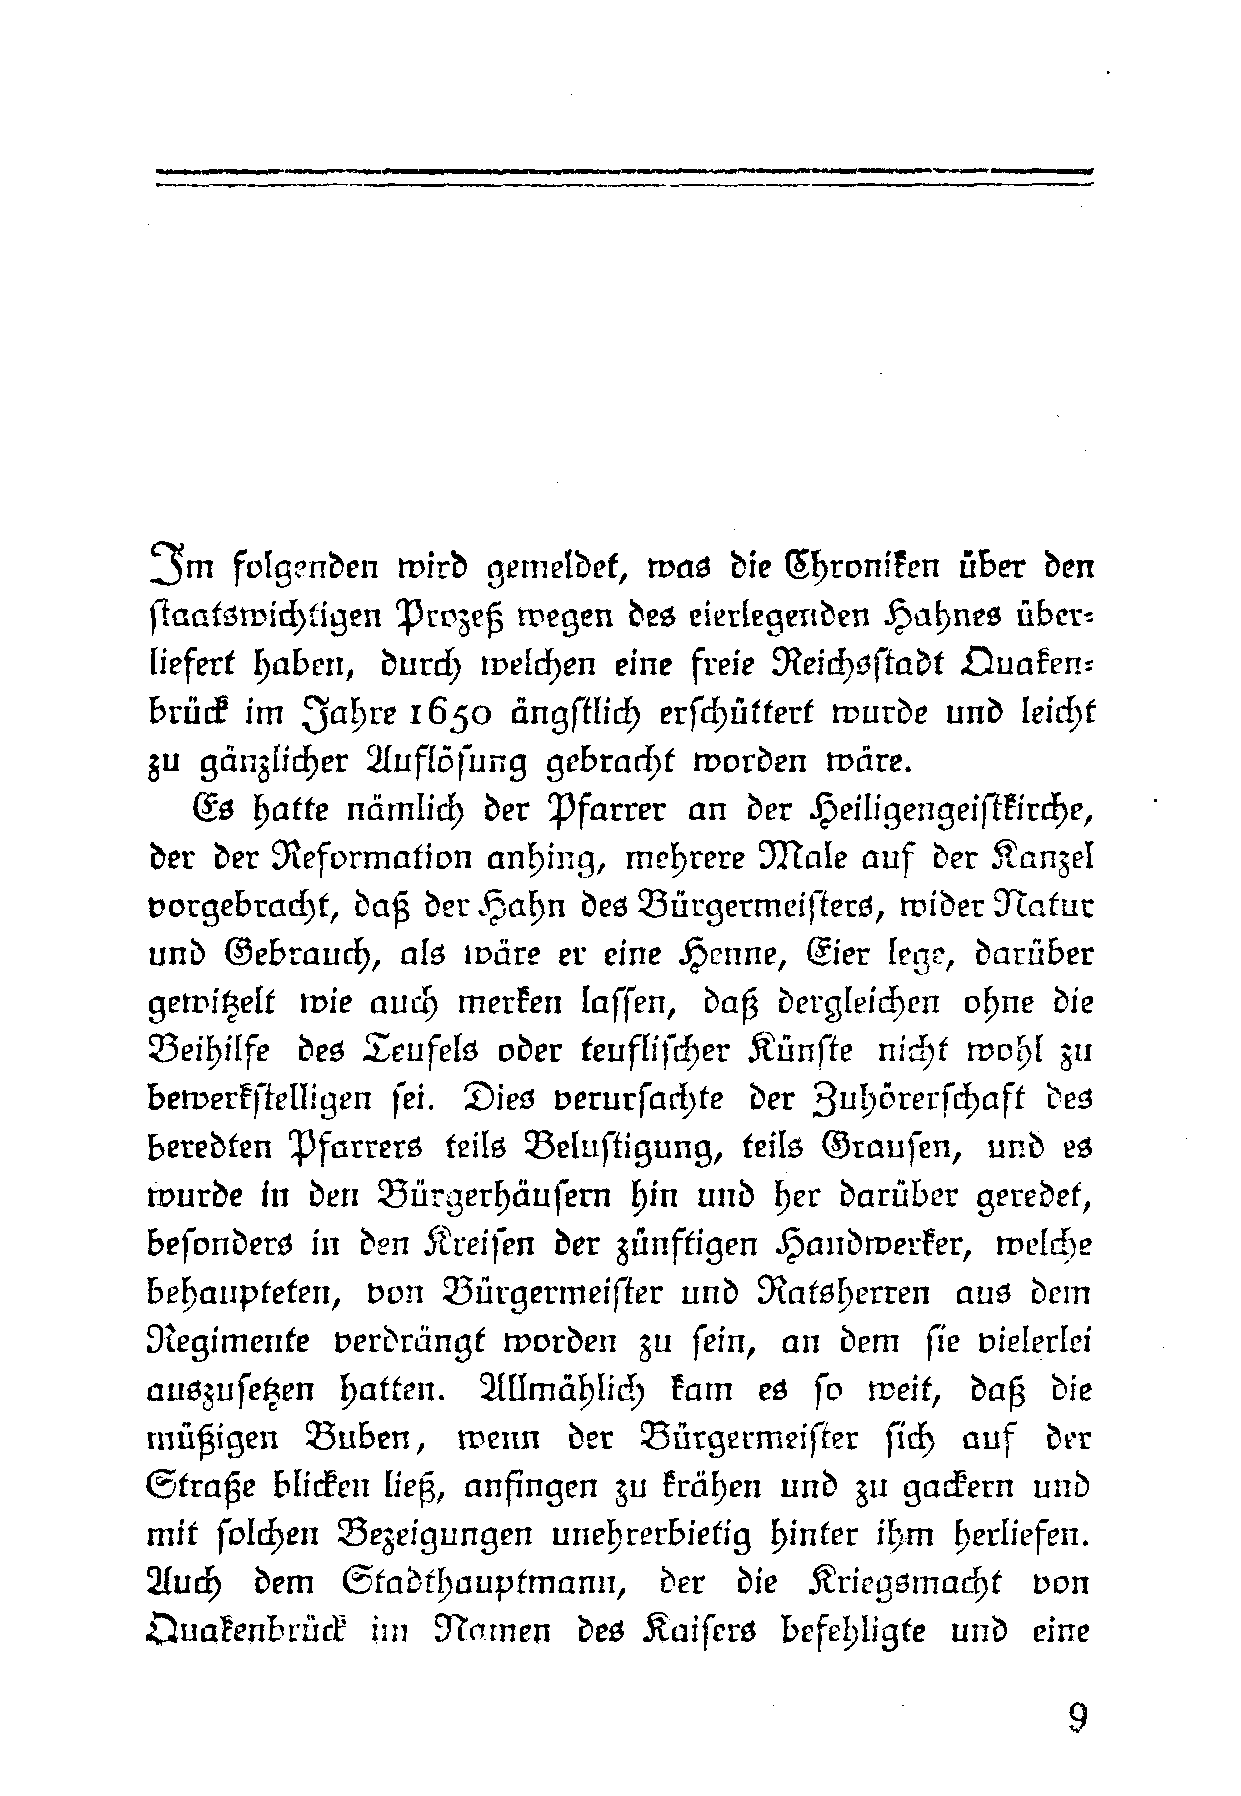 Im folgenden wird gemeldet, was die Chroniken über den
ſtaatswichtigen Prozeß wegen des eierlegenden Hahnes über-
liefert haben, durch welchen eine freie Reichsſtadt Quaken-
brück im Jahre 1650 ängſtlich erſchüttert wurde und leicht
zu gänzlicher Auflöſung gebracht worden wäre.
Es hatte nämlich der Pfarrer an der Heiligengeiſtkirche,
der der Reformation anhing, mehrere Male auf der Kanzel
vorgebracht, daß der Hahn des Bürgermeiſters, wider Natur
und Gebrauch, als wäre er eine Henne, Eier lege, darüber
gewitzelt wie auch merken laſſen, daß dergleichen ohne die
Beihilfe des Teufels oder teufliſcher Künſte nicht wohl zu
bewerkſtelligen ſei. Dies verurſachte der Zuhörerſchaft des
beredten Pfarrers teils Beluſtigung, teils Grauſen, und es
wurde in den Bürgerhäuſern hin und her darüber geredet,
beſonders in den Kreiſen der zünftigen Handwerker, welche
behaupteten, von Bürgermeiſter und Ratsherren aus dem
Regimente verdrängt worden zu ſein, an dem ſie vielerlei
auszuſetzen hatten. Allmählich kam es ſo weit, daß die
müßigen Buben, wenn der Bürgermeiſter ſich auf der
Straße blicken ließ, anfingen zu krähen und zu gackern und
mit ſolchen Bezeigungen unehrerbietig hinter ihm herliefen.
Auch dem Stadthauptmann, der die Kriegsmacht von
Quakenbrück im Namen des Kaiſers befehligte und eine
9